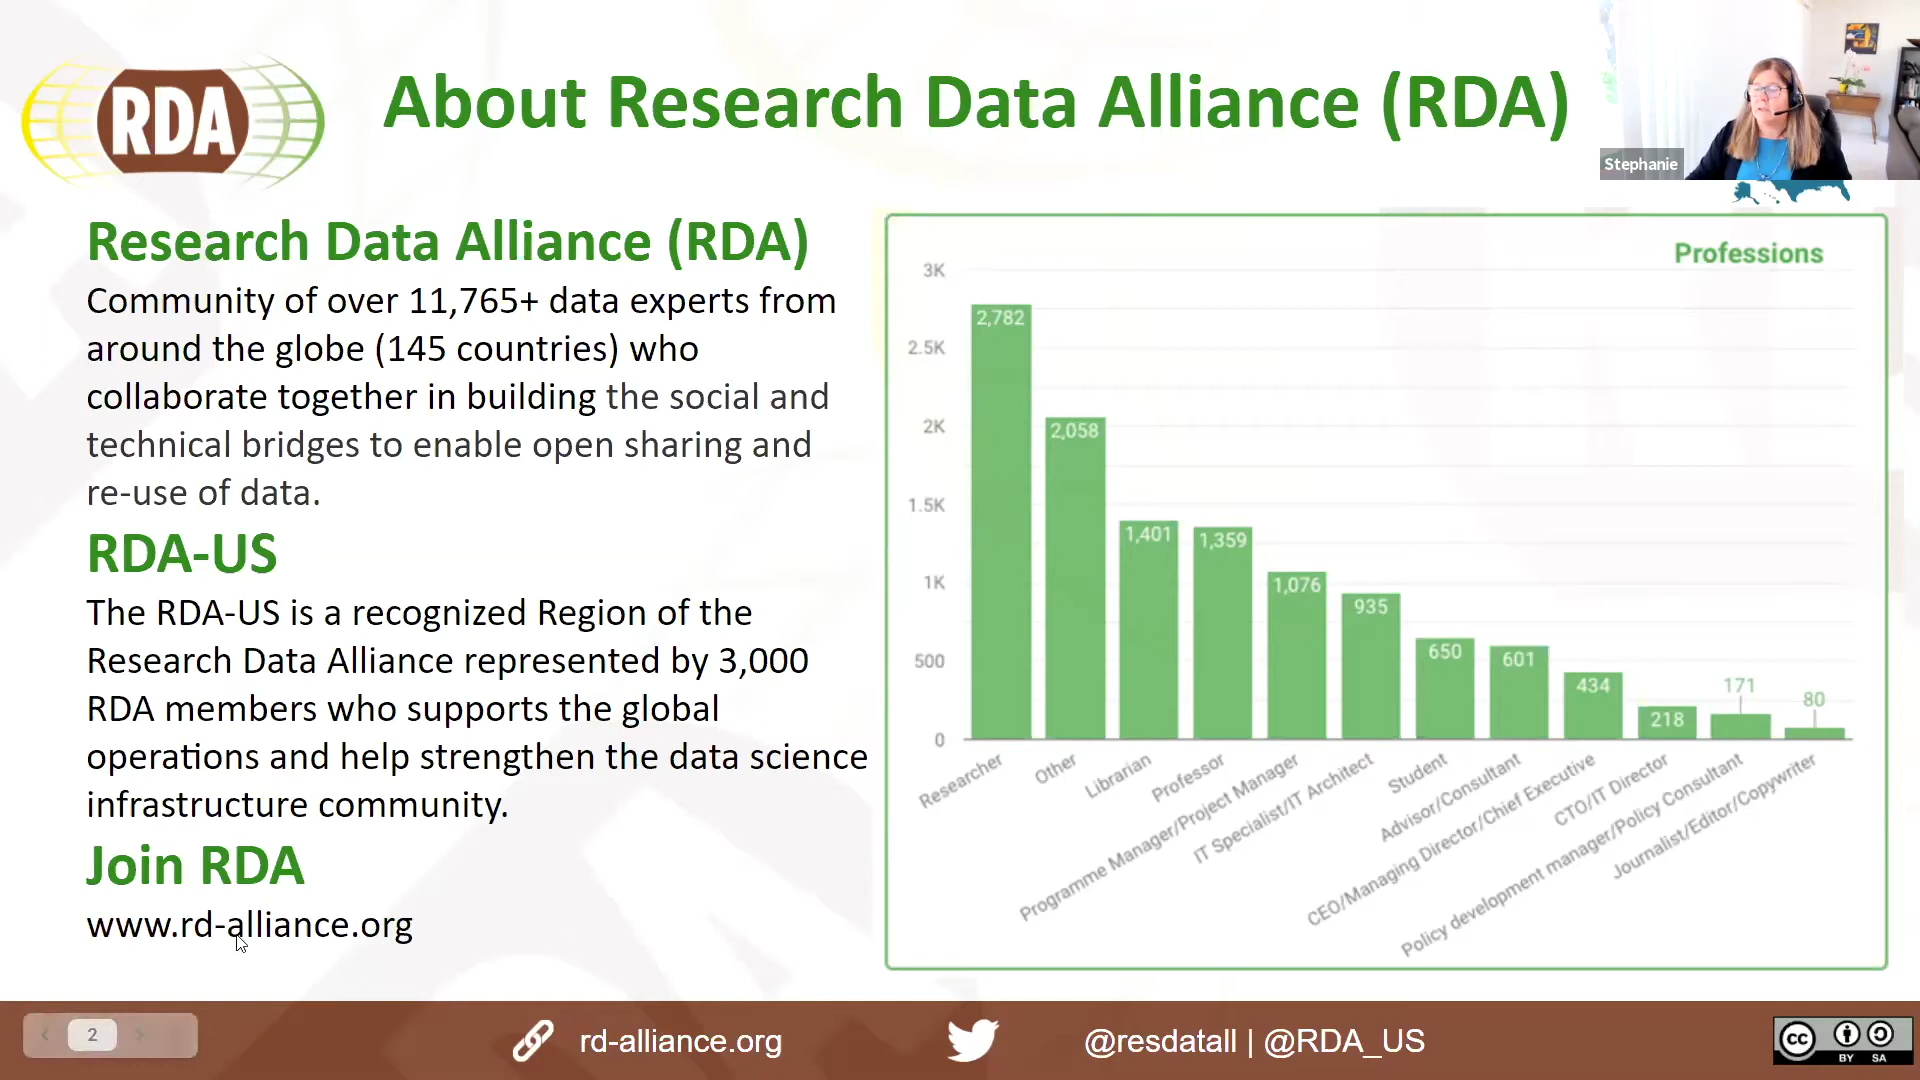 RDA
About Research Data Alliance (RDA)
Stephanie
Research Data Alliance (RDA)
Community of over 11,765+ data experts from
around the globe (145 countries) who
collaborate together in building the social and
technical bridges to enable open sharing and
re-use of data.
RDA-US
The RDA-US is a recognized Region of the
Research Data Alliance represented by 3,000
RDA members who supports the global
operations and help strengthen the data science
infrastructure community.
Join RDA
www.rd-alliance.org
Professions
3K
2.5K
2K
1.5K
1K
500
0
2,782
2,058
1,401
1,359
1,076
935
650
601
434
218
171
80
Researcher
Other
Librarian
Professor
Programme Manager/Project Manager
IT Specialist/IT Architect
Student
Advisor/Consultant
CEO/Managing Director/Chief Executive
CTO/IT Director
Policy development manager/Policy Consultant
Journalist/Editor/Copywriter
2
rd-alliance.org
@resdatall | @RDA_US
cc
BY SA